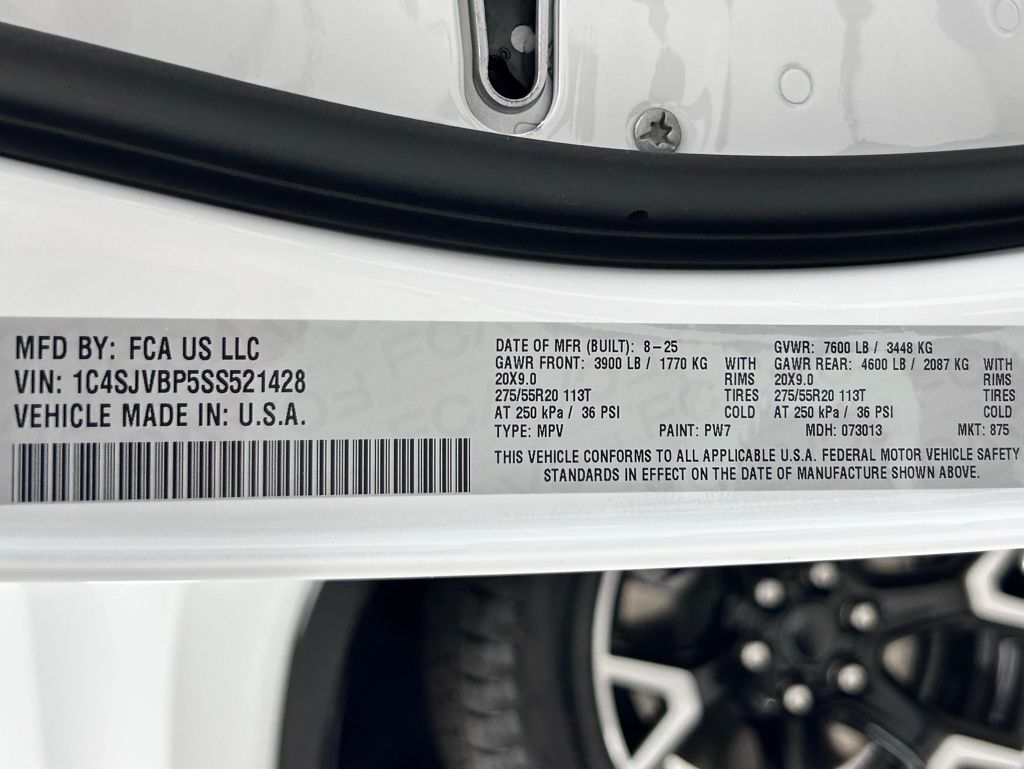 MFD BY: FCA US LLC
VIN: 1C4SJVBP5SS521428
VEHICLE MADE IN: U.S.A.
DATE OF MFR (BUILT): 8-25 GVWR: 7600 LB / 3448 KG
GAWR FRONT: 3900 LB / 1770 KG WITH GAWR REAR: 4600 LB / 2087 KG WITH
20X9.0 RIMS 20X9.0 RIMS
275/55R20 113T TIRES 275/55R20 113T TIRES
AT 250 kPa / 36 PSI COLD AT 250 kPa / 36 PSI COLD
TYPE: MPV PAINT: PW7 MDH: 073013 MKT: 875
THIS VEHICLE CONFORMS TO ALL APPLICABLE U.S.A. FEDERAL MOTOR VEHICLE SAFETY
STANDARDS IN EFFECT ON THE DATE OF MANUFACTURE SHOWN ABOVE.